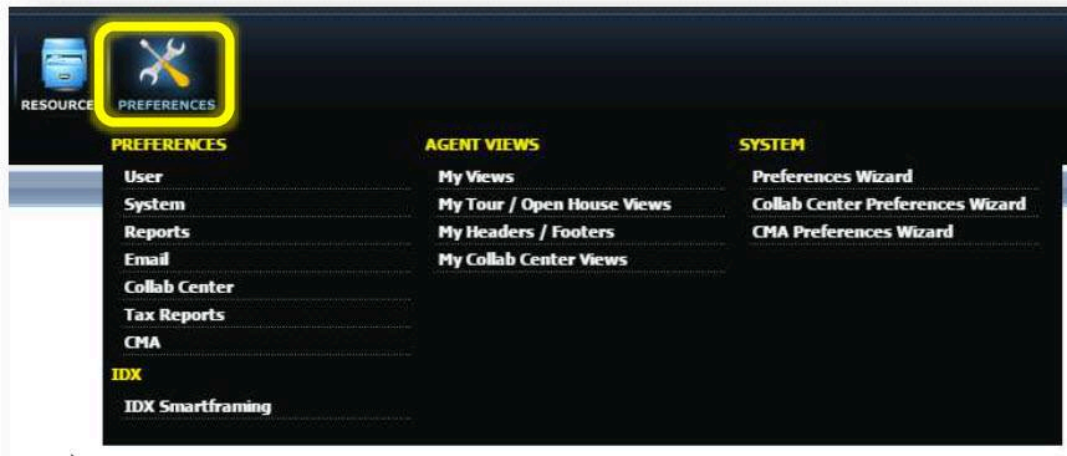 RESOURCE
PREFERENCES
PREFERENCES
User
System
Reports
Email
Collab Center
Tax Reports
CMA
IDX
IDX Smartframing
AGENT VIEWS
My Views
My Tour / Open House Views
My Headers / Footers
My Collab Center Views
SYSTEM
Preferences Wizard
Collab Center Preferences Wizard
CMA Preferences Wizard